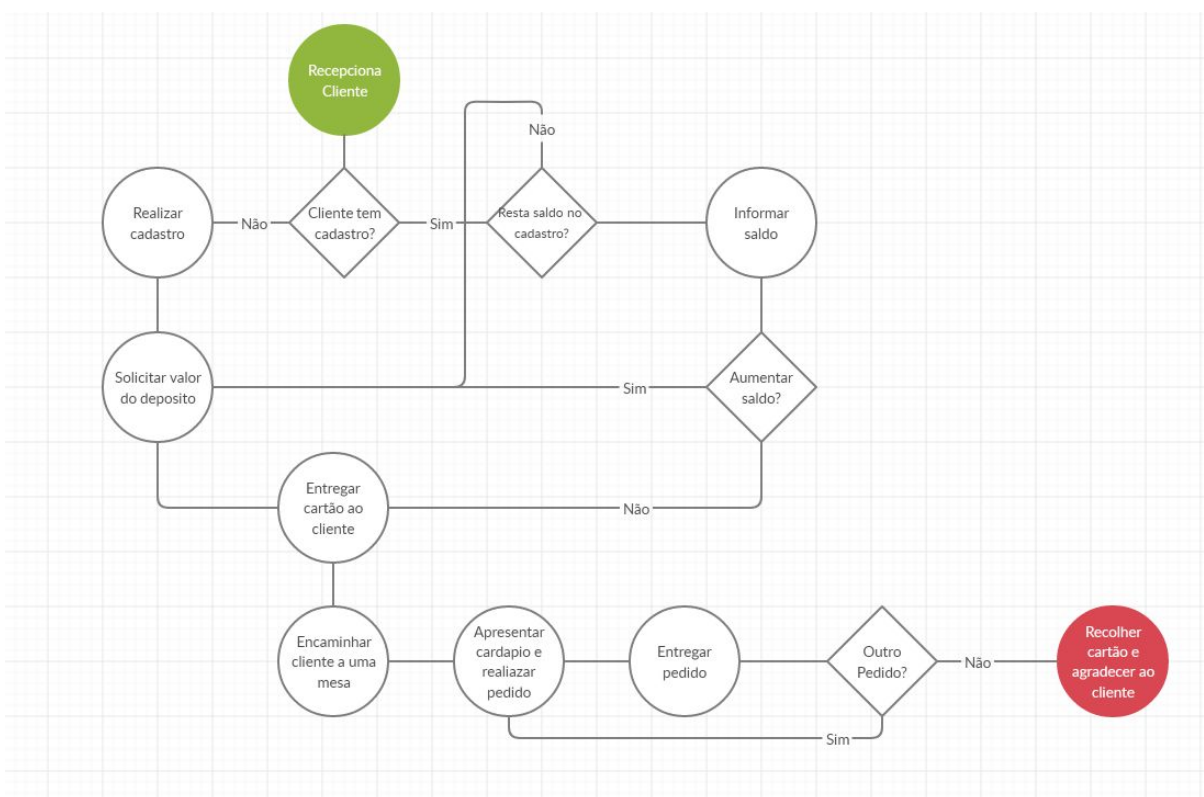 Recepciona
Cliente
Não
Realizar
cadastro
Não
Cliente tem
cadastro?
Sim
Resta saldo no
cadastro?
Informar
saldo
Solicitar valor
do deposito
Sim
Aumentar
saldo?
Entregar
cartão ao
cliente
Não
Encaminhar
cliente a uma
mesa
Apresentar
cardapio e
realiazar
pedido
Entregar
pedido
Outro
Pedido?
Não
Recolher
cartão e
agradecer ao
cliente
Sim